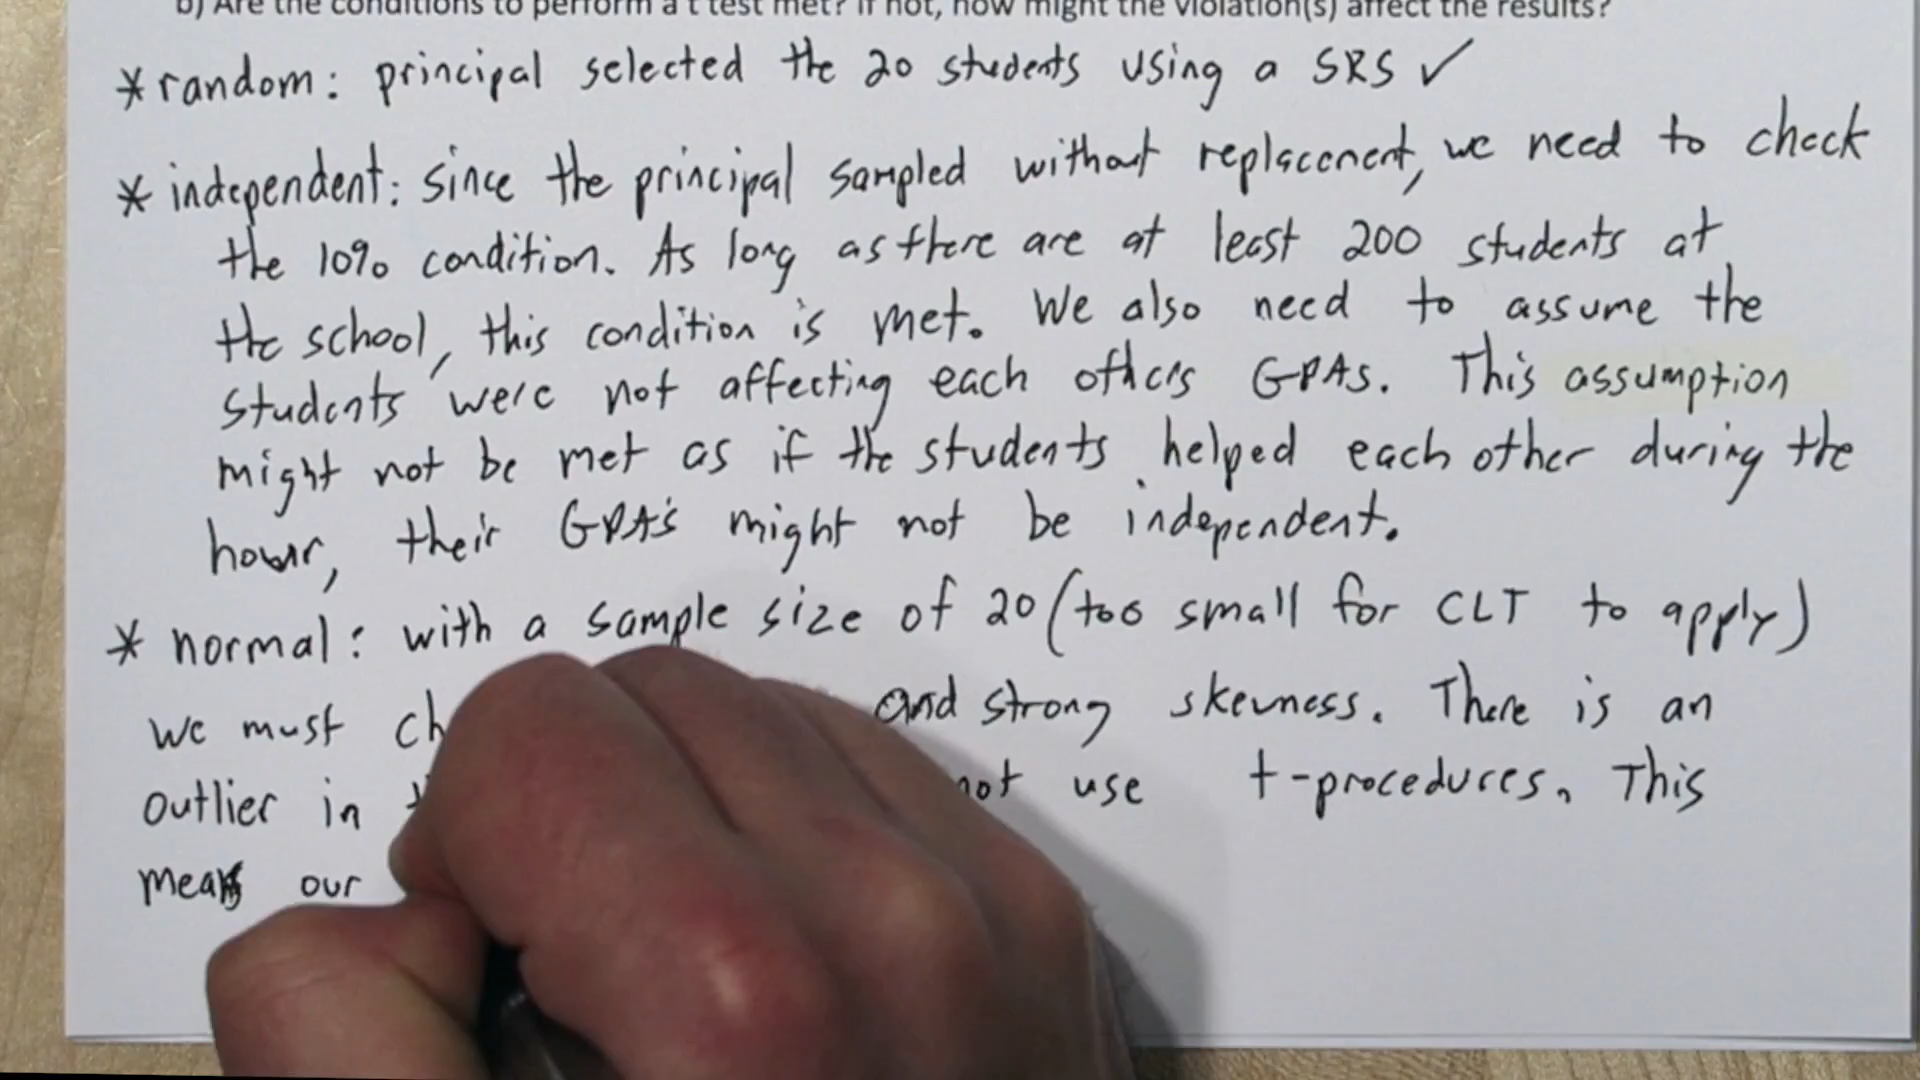 b) Are the conditions to perform a t test met? If not, how might the violation(s) affect the results?
* random: principal selected the 20 students using a SRS ✓
* independent: since the principal sampled without replacement, we need to check
the 10% condition. As long as there are at least 200 students at
the school, this condition is met. We also need to assume the
students were not affecting each others GPAs. This assumption
might not be met as if the students helped each other during the
hour, their GPA's might not be independent.
* normal: with a sample size of 20 (too small for CLT to apply)
we must and strong skewness. There is an
outlier in not use t-procedures. This
means our